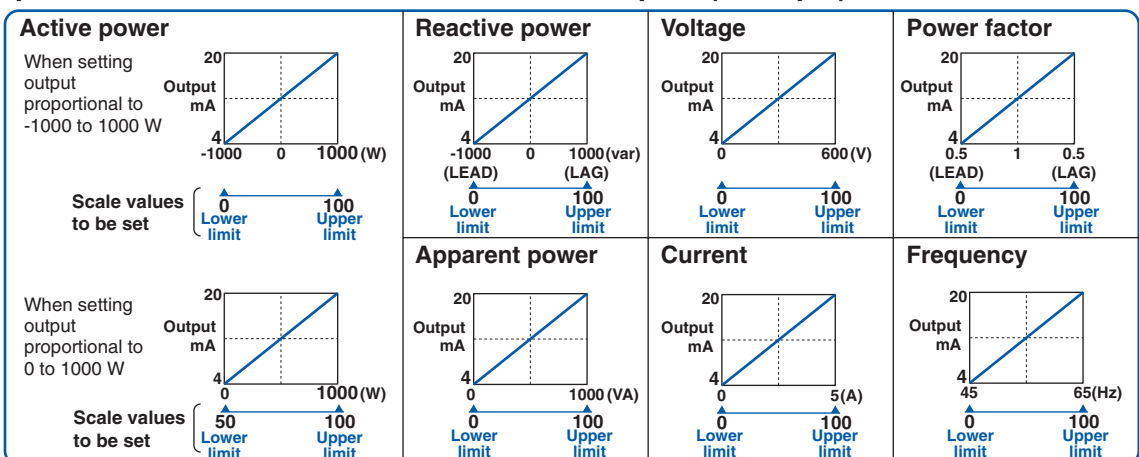 Active power
When setting
output
proportional to
-1000 to 1000 W
20
Output
mA
4
-1000 0 1000 (W)
Scale values
to be set
0 100
Lower
limit
Upper
limit
When setting
output
proportional to
0 to 1000 W
20
Output
mA
4
0 1000 (W)
Scale values
to be set
50 100
Lower
limit
Upper
limit
Reactive power
20
Output
mA
4
-1000 0 1000 (var)
(LEAD) (LAG)
0 100
Lower
limit
Upper
limit
Voltage
20
Output
mA
4
0 600 (V)
0 100
Lower
limit
Upper
limit
Power factor
20
Output
mA
4
0.5 1 0.5
(LEAD) (LAG)
0 100
Lower
limit
Upper
limit
Apparent power
20
Output
mA
4
0 1000 (VA)
0 100
Lower
limit
Upper
limit
Current
20
Output
mA
4
0 5(A)
0 100
Lower
limit
Upper
limit
Frequency
20
Output
mA
4
45 65(Hz)
0 100
Lower
limit
Upper
limit